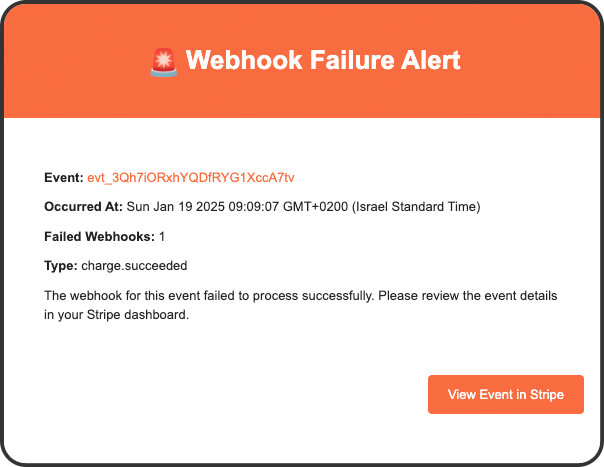 🚨 Webhook Failure Alert
Event: evt_3Qh7iORxhYQDfRYG1XccA7tv
Occurred At: Sun Jan 19 2025 09:09:07 GMT+0200 (Israel Standard Time)
Failed Webhooks: 1
Type: charge.succeeded
The webhook for this event failed to process successfully. Please review the event details
in your Stripe dashboard.
View Event in Stripe